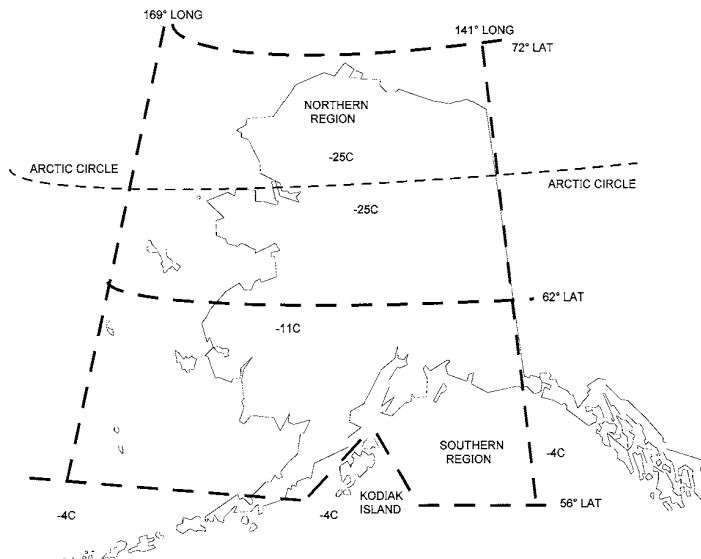 169° LONG
141° LONG
72° LAT
NORTHERN
REGION
-25C
ARCTIC CIRCLE
ARCTIC CIRCLE
-25C
62° LAT
-11C
SOUTHERN
REGION
-4C
KODIAK
ISLAND
-4C
-4C
56° LAT